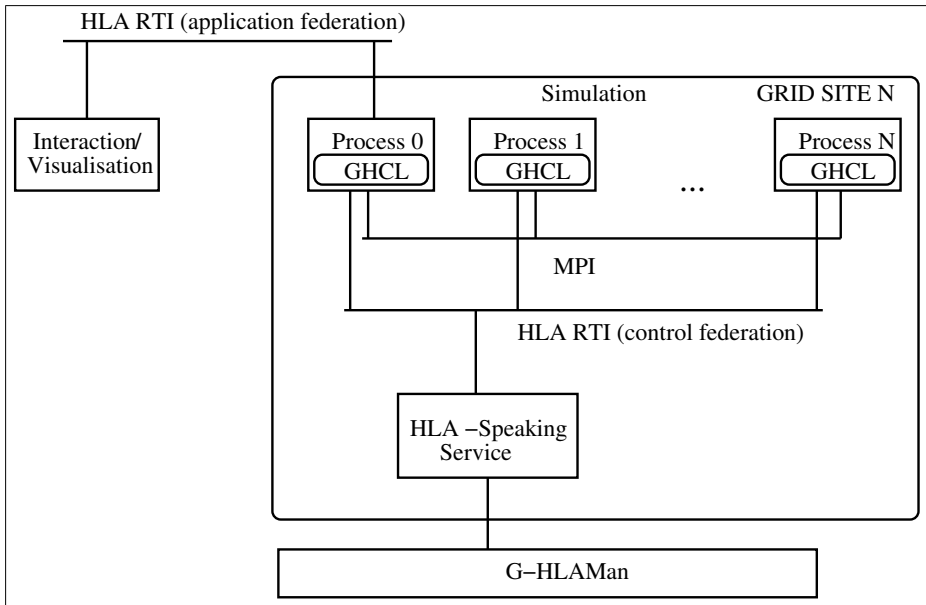 HLA RTI (application federation)
Simulation
GRID SITE N
Interaction/
Visualisation
Process 0
GHCL
Process 1
GHCL
...
Process N
GHCL
MPI
HLA RTI (control federation)
HLA −Speaking
Service
G−HLAMan